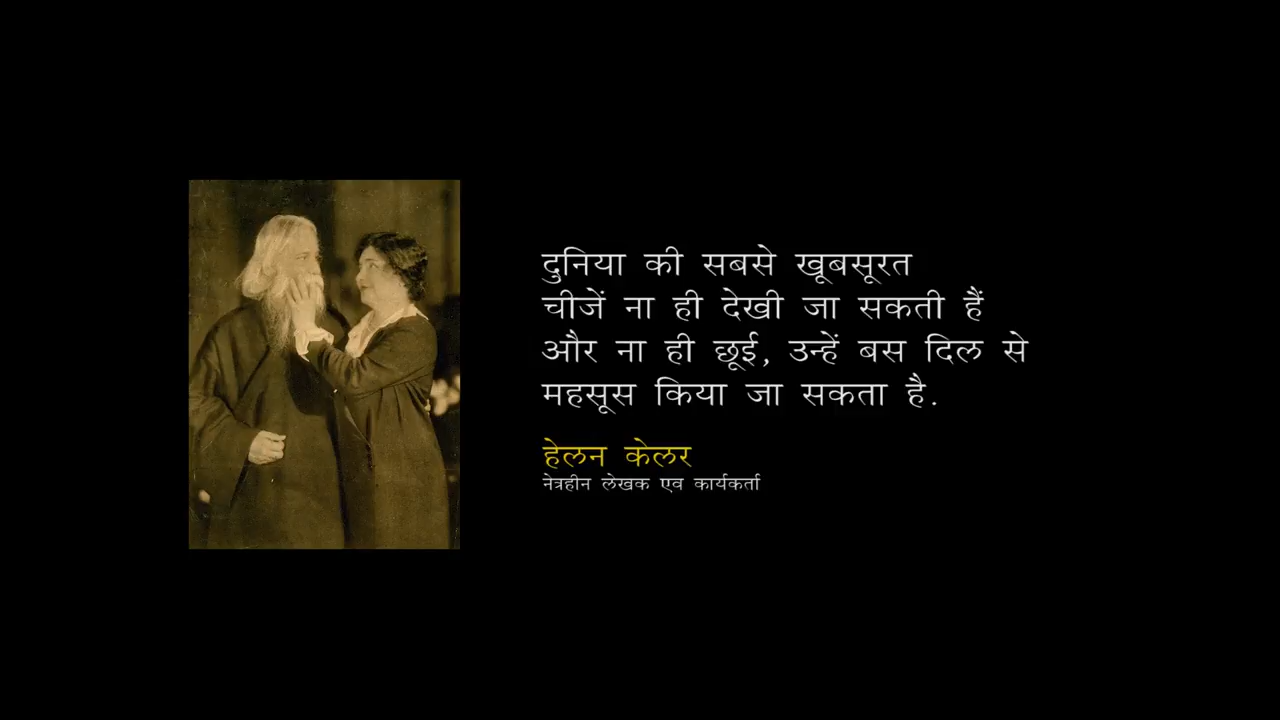 दुनिया की सबसे खूबसूरत
चीजें ना ही देखी जा सकती हैं
और ना ही छूई, उन्हें बस दिल से
महसूस किया जा सकता है.
हेलन केलर
नेत्रहीन लेखक एव कार्यकर्ता